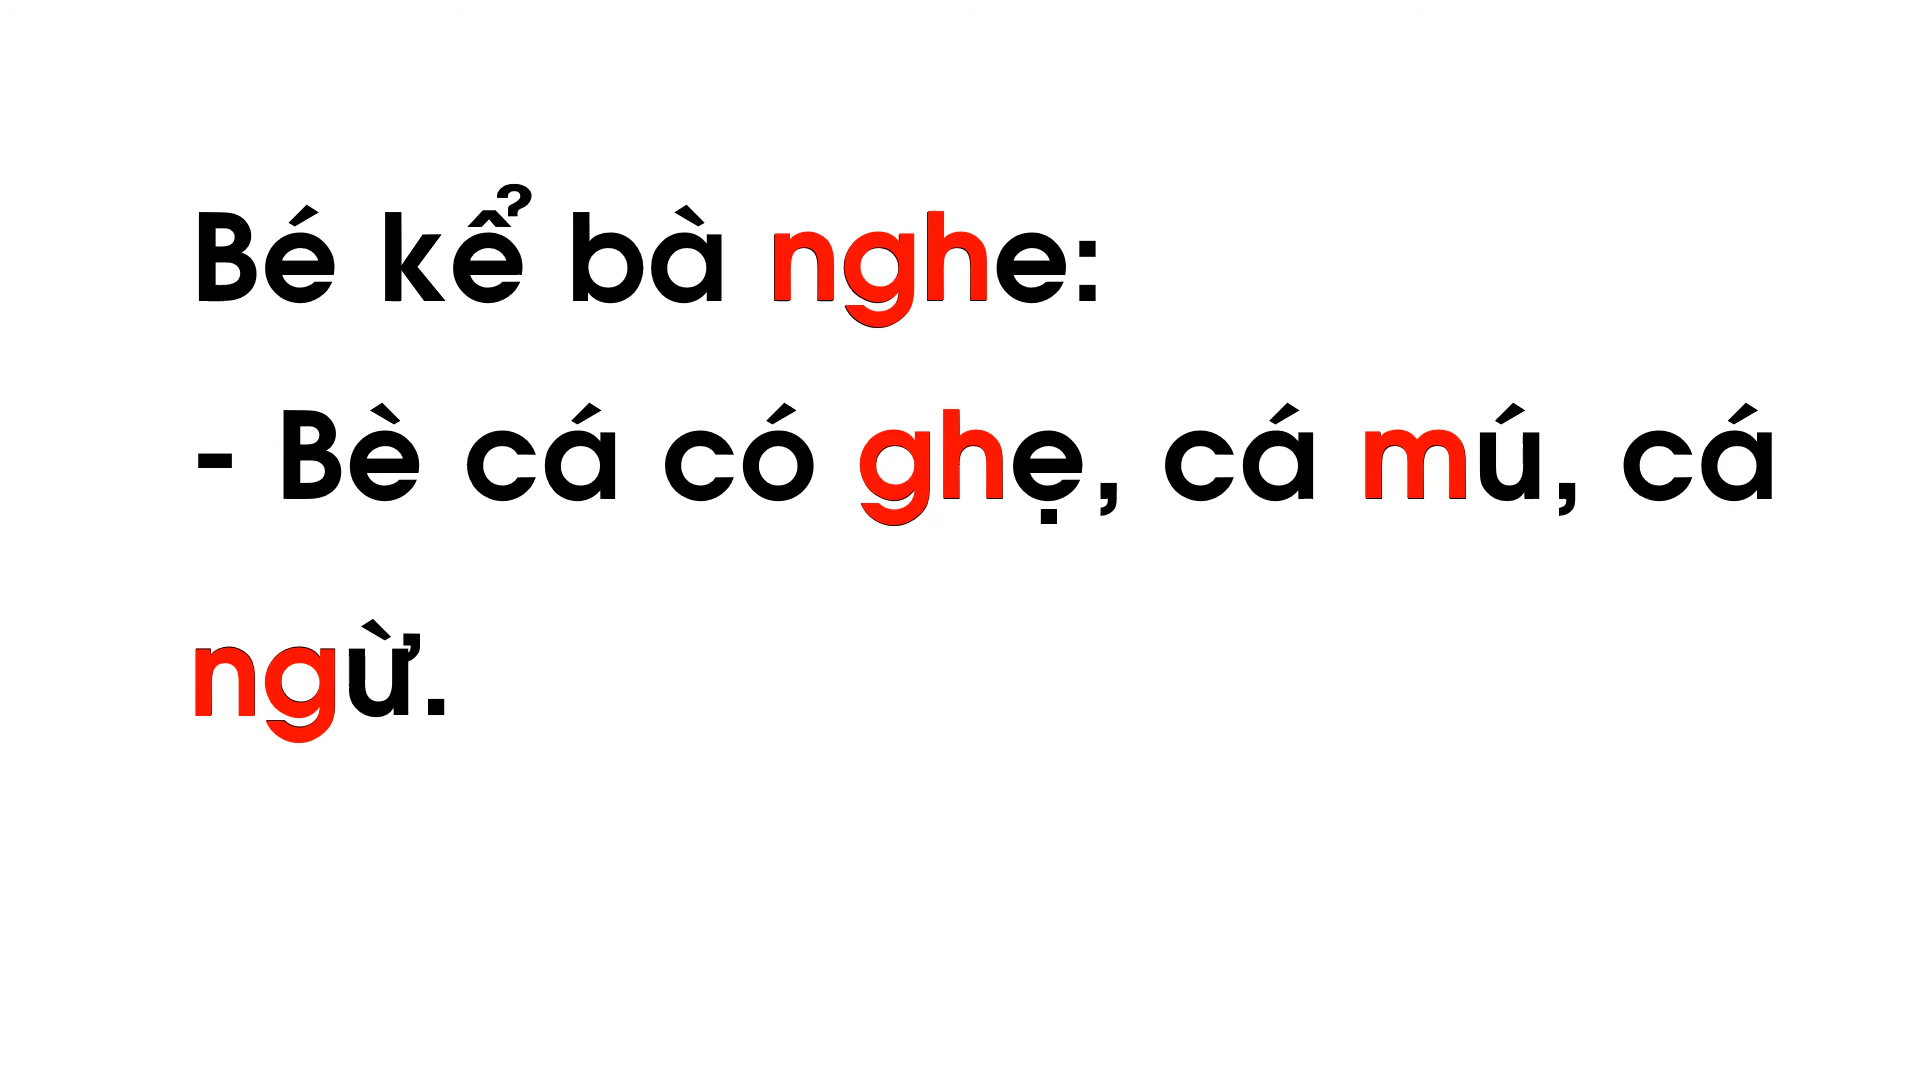 Bé kể bà nghe:
- Bè cá có ghẹ, cá mú, cá
ngừ.